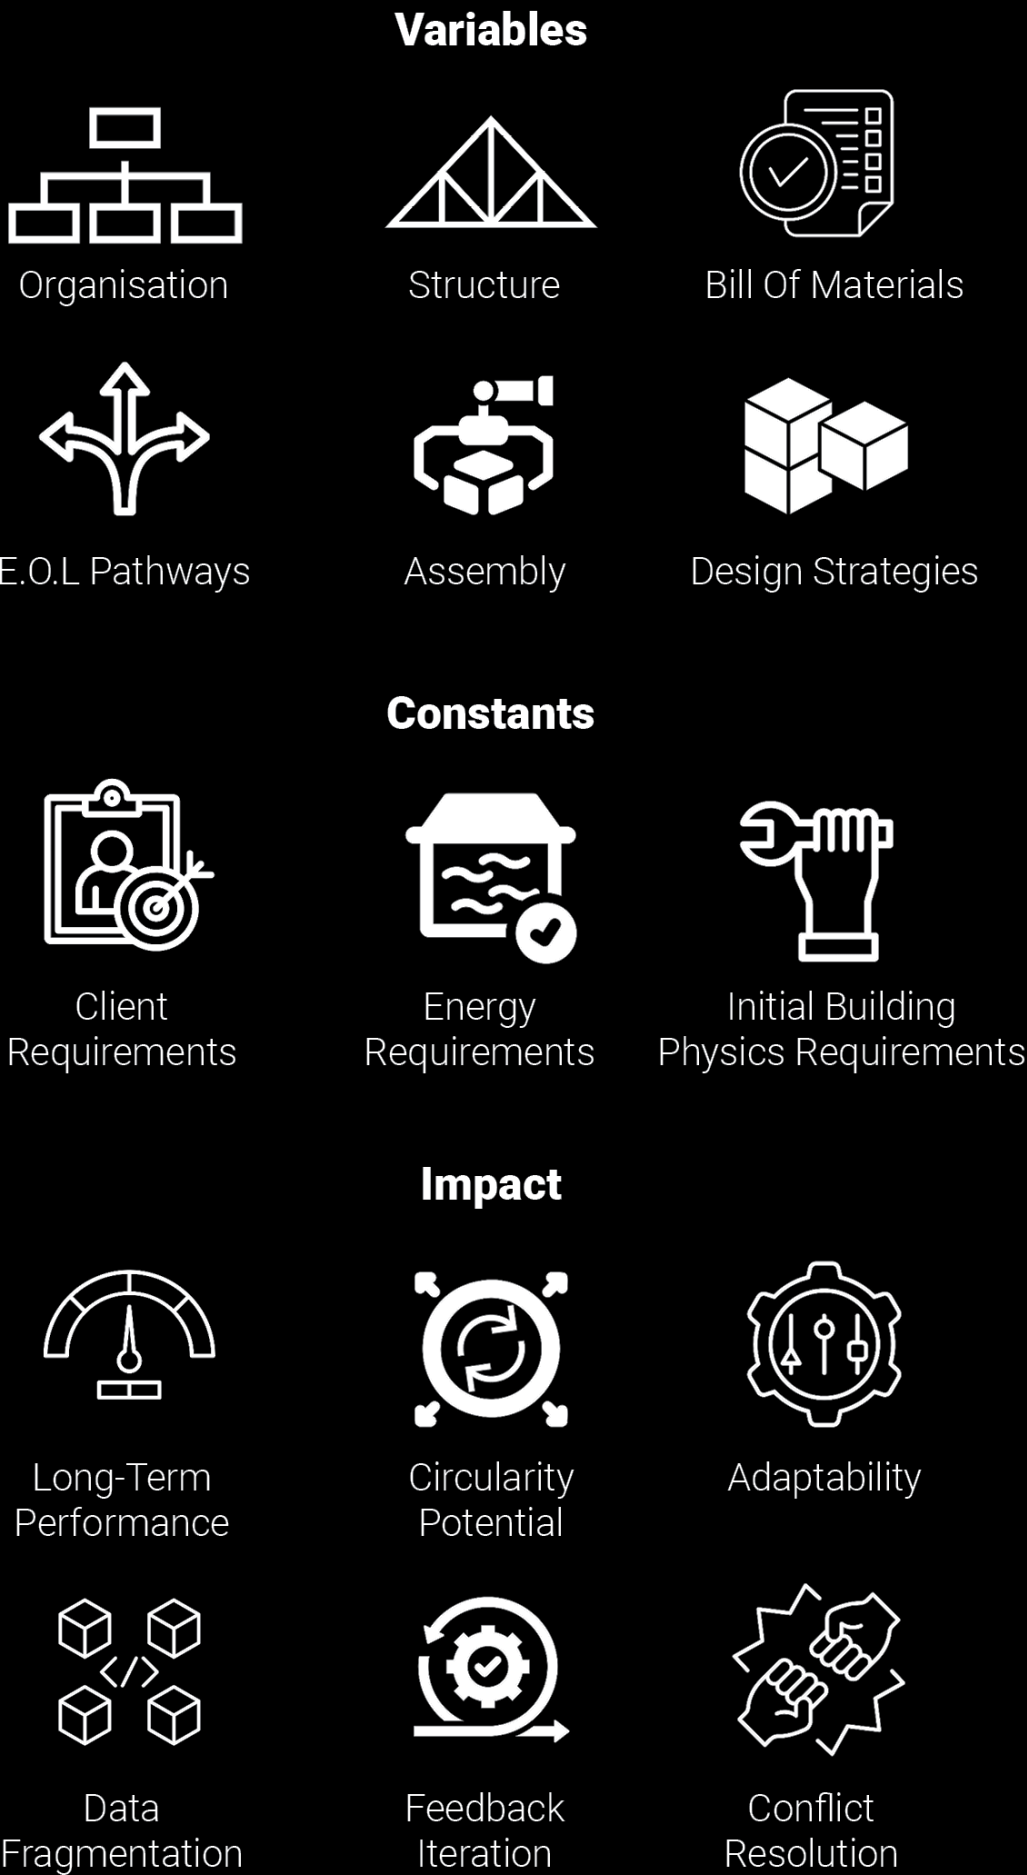 Variables
Organisation
Structure
Bill Of Materials
E.O.L Pathways
Assembly
Design Strategies
Constants
Client
Requirements
Energy
Requirements
Initial Building
Physics Requirements
Impact
Long-Term
Performance
Circularity
Potential
Adaptability
Data
Fragmentation
Feedback
Iteration
Conflict
Resolution